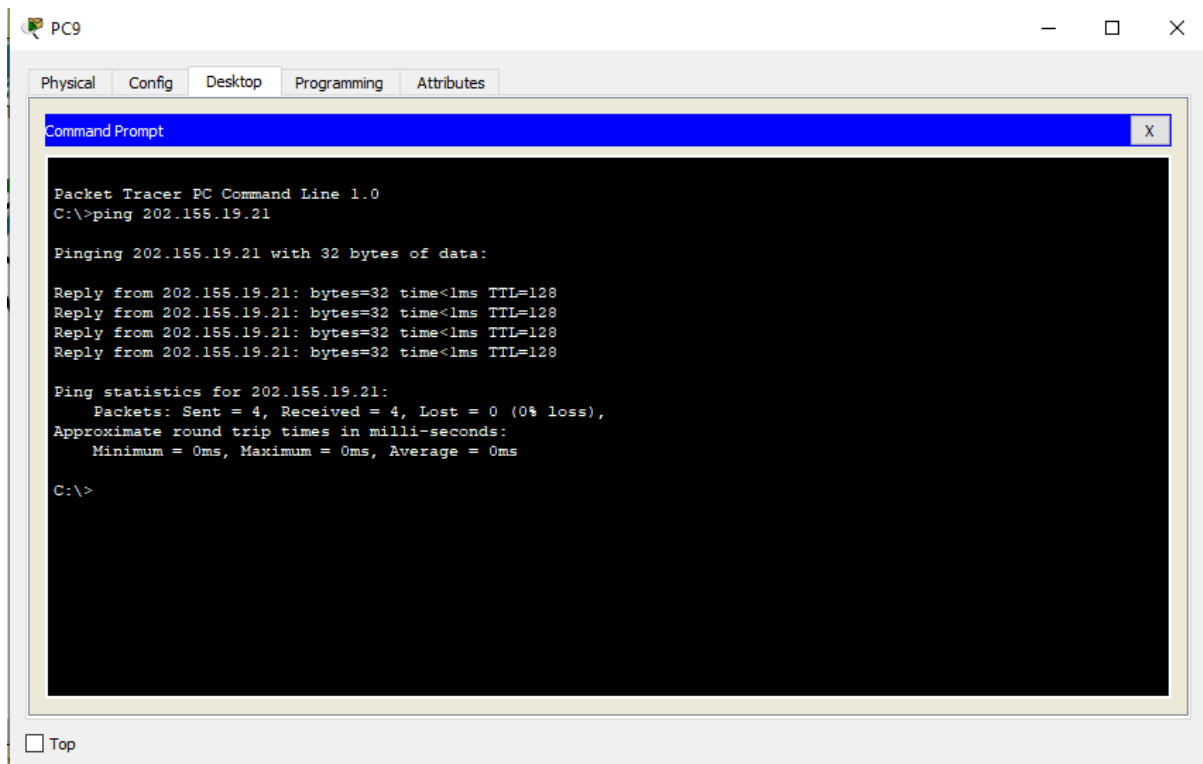 PC9
Physical Config Desktop Programming Attributes
Command Prompt X
Packet Tracer PC Command Line 1.0
C:\>ping 202.155.19.21
Pinging 202.155.19.21 with 32 bytes of data:
Reply from 202.155.19.21: bytes=32 time<1ms TTL=128
Reply from 202.155.19.21: bytes=32 time<1ms TTL=128
Reply from 202.155.19.21: bytes=32 time<1ms TTL=128
Reply from 202.155.19.21: bytes=32 time<1ms TTL=128
Ping statistics for 202.155.19.21:
Packets: Sent = 4, Received = 4, Lost = 0 (0% loss),
Approximate round trip times in milli-seconds:
Minimum = 0ms, Maximum = 0ms, Average = 0ms
C:\>
Top